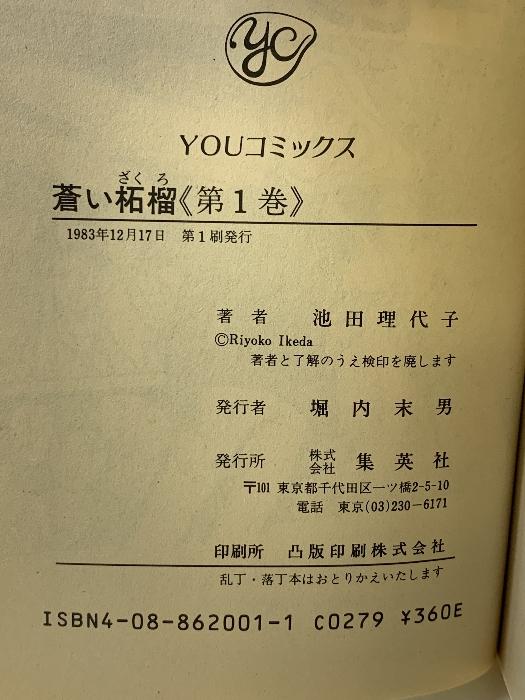 yc
YOUコミックス
ざくろ
蒼い柘榴《第1巻》
1983年12月17日 第1刷発行
著者 池田理代子
©Riyoko Ikeda
著者と了解のうえ検印を廃します
発行者 堀内末男
発行所 株式会社 集英社
〒101 東京都千代田区一ツ橋2-5-10
電話 東京(03)230-6171
印刷所 凸版印刷株式会社
乱丁・落丁本はおとりかえいたします
ISBN4-08-862001-1 C0279 ¥360E